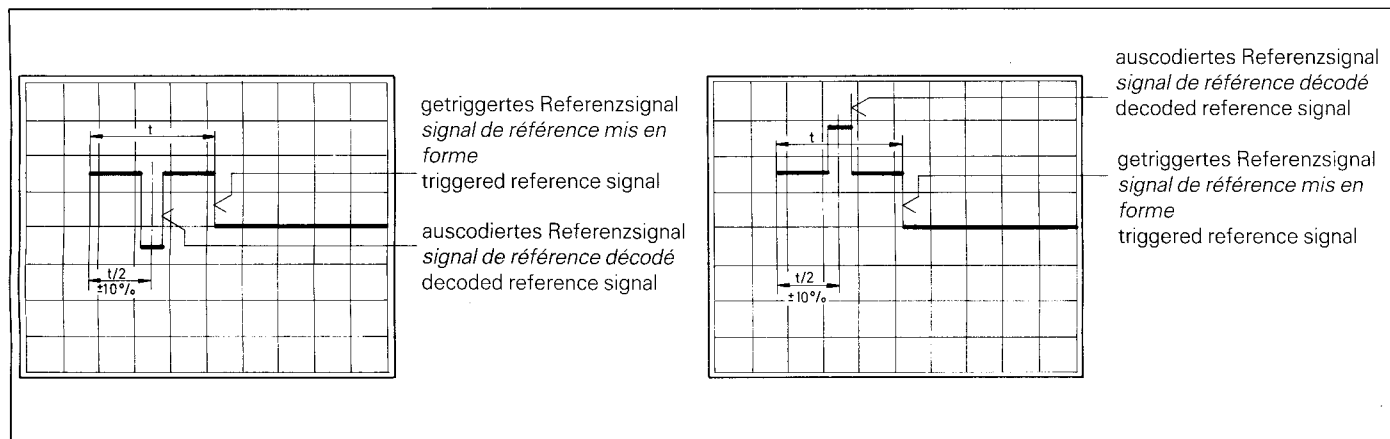 t
t/2
±10%
getriggertes Referenzsignal
signal de référence mis en
forme
triggered reference signal
auscodiertes Referenzsignal
signal de référence décodé
decoded reference signal
t
t/2
±10%
auscodiertes Referenzsignal
signal de référence décodé
decoded reference signal
getriggertes Referenzsignal
signal de référence mis en
forme
triggered reference signal